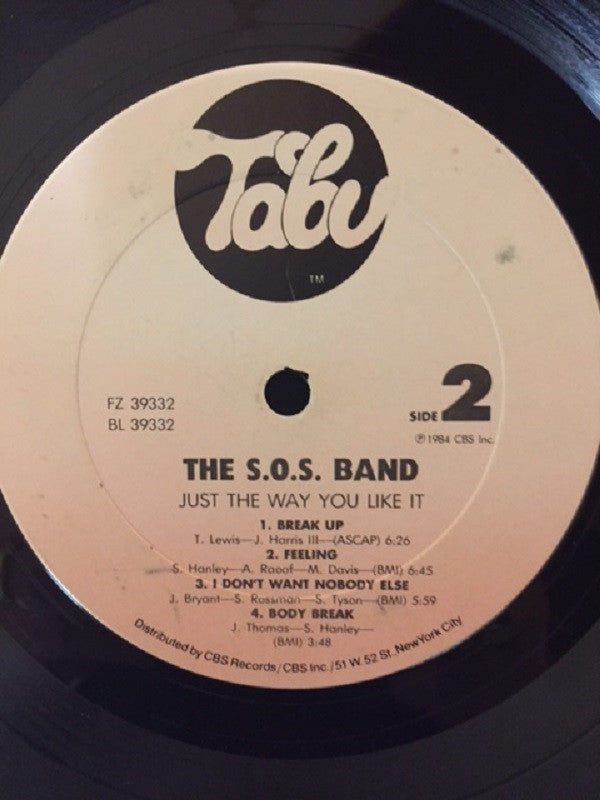 Tabu
TM
FZ 39332
BL 39332
SIDE 2
℗ 1984 CBS Inc.
THE S.O.S. BAND
JUST THE WAY YOU LIKE IT
1. BREAK UP
T. Lewis—J. Harris III—(ASCAP) 6:26
2. FEELING
S. Hanley—A. Raoof—M. Davis—(BMI) 6:45
3. I DON'T WANT NOBODY ELSE
J. Bryant—S. Rossman—S. Tyson—(BMI) 5:59
4. BODY BREAK
J. Thomas—S. Hanley—
(BMI) 3:48
Distributed by CBS Records/CBS Inc./51 W. 52 St. New York City